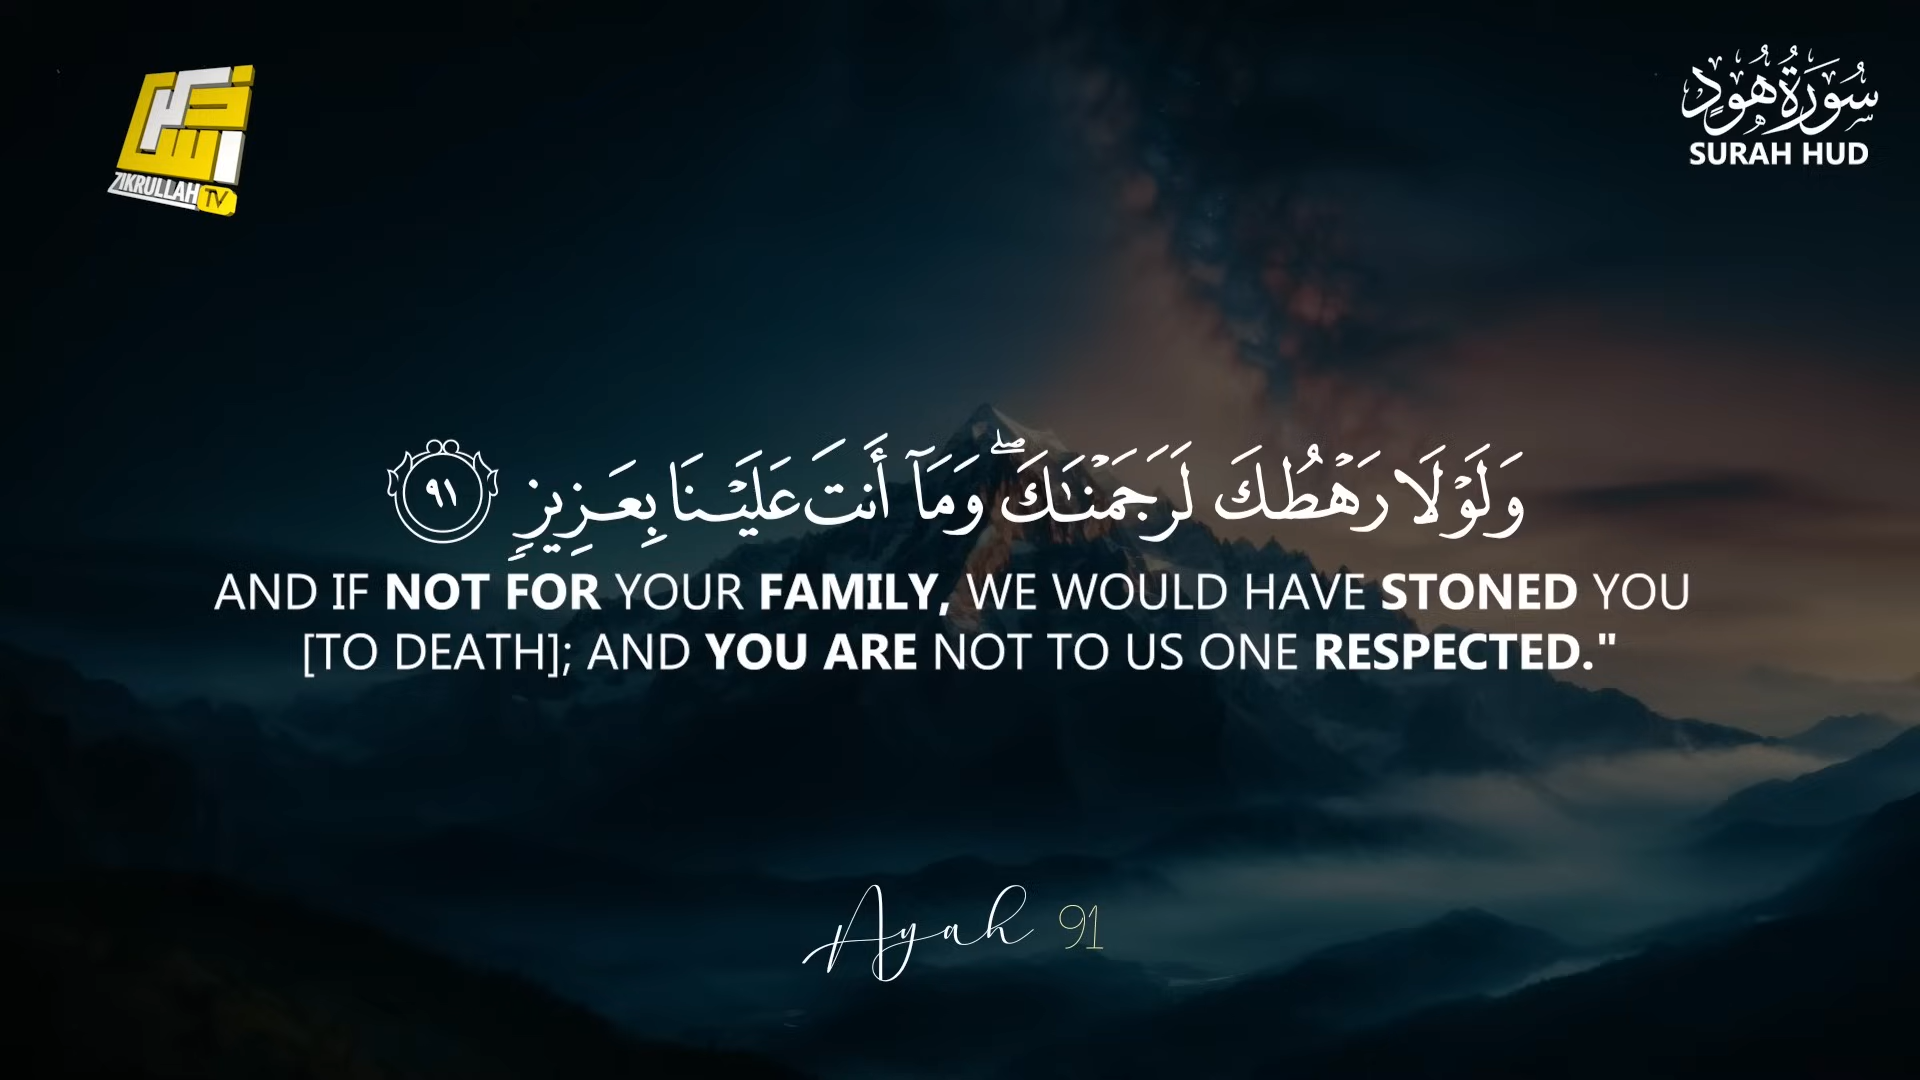 ZIKRULLAH TV
سُورَةُ هُودٍ
SURAH HUD
وَلَوْلَا رَهْطُكَ لَرَجَمْنَـٰكَ ۖ وَمَآ أَنتَ عَلَيْنَا بِعَزِيزٍ ٩١
AND IF NOT FOR YOUR FAMILY, WE WOULD HAVE STONED YOU
[TO DEATH]; AND YOU ARE NOT TO US ONE RESPECTED."
Ayah 91